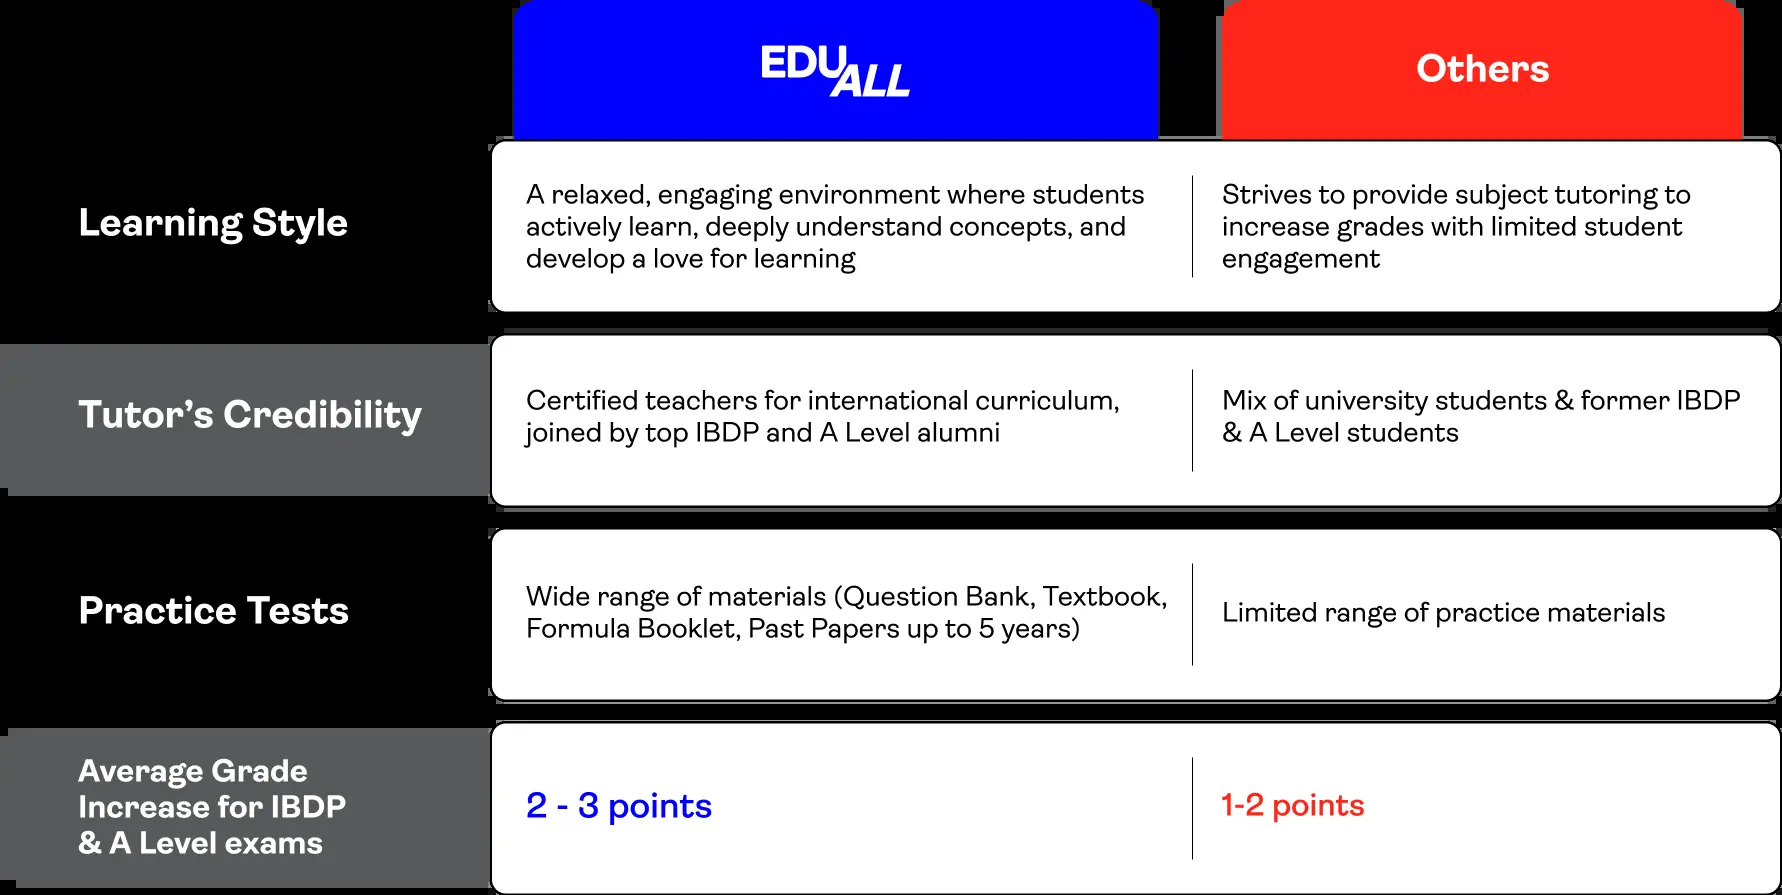 EDU
ALL
Others
Learning Style
A relaxed, engaging environment where students
actively learn, deeply understand concepts, and
develop a love for learning
Strives to provide subject tutoring to
increase grades with limited student
engagement
Tutor’s Credibility
Certified teachers for international curriculum,
joined by top IBDP and A Level alumni
Mix of university students & former IBDP
& A Level students
Practice Tests
Wide range of materials (Question Bank, Textbook,
Formula Booklet, Past Papers up to 5 years)
Limited range of practice materials
Average Grade
Increase for IBDP
& A Level exams
2 - 3 points
1-2 points